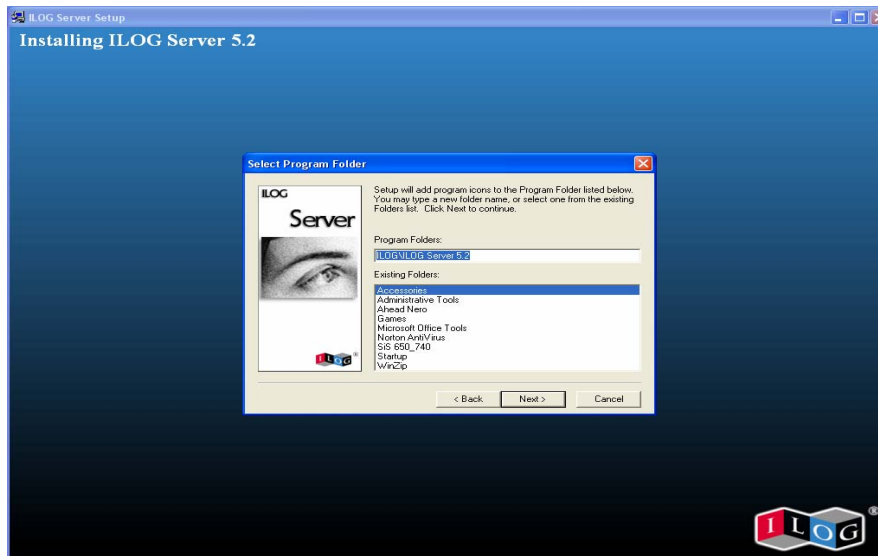 ILOG Server Setup
Installing ILOG Server 5.2
Select Program Folder
ILOG
Server
Setup will add program icons to the Program Folder listed below.
You may type a new folder name, or select one from the existing
Folders list. Click Next to continue.
Program Folders:
ILOG\ILOG Server 5.2
Existing Folders:
Accessories
Administrative Tools
Ahead Nero
Games
Microsoft Office Tools
Norton AntiVirus
SiS 650_740
Startup
WinZip
ILOG®
< Back
Next >
Cancel
ILOG®